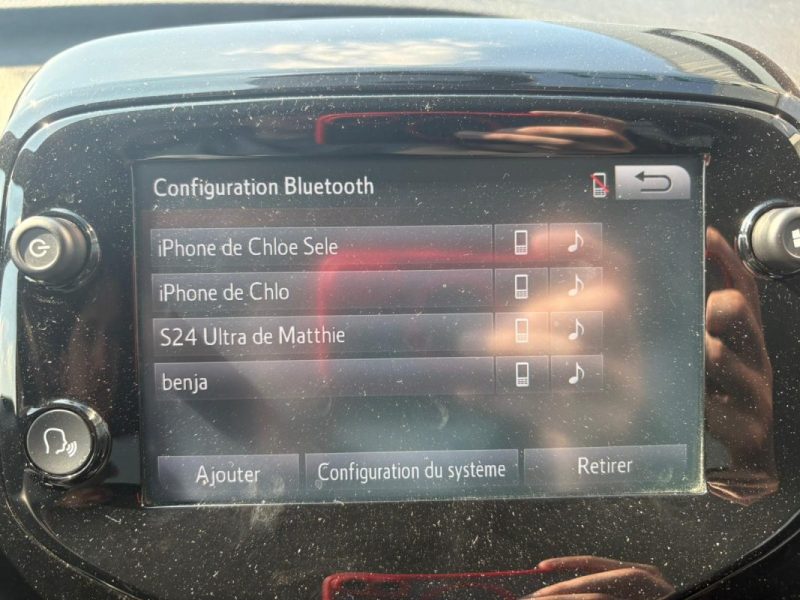 Configuration Bluetooth
iPhone de Chloe Sele
iPhone de Chlo
S24 Ultra de Matthie
benja
Ajouter
Configuration du système
Retirer